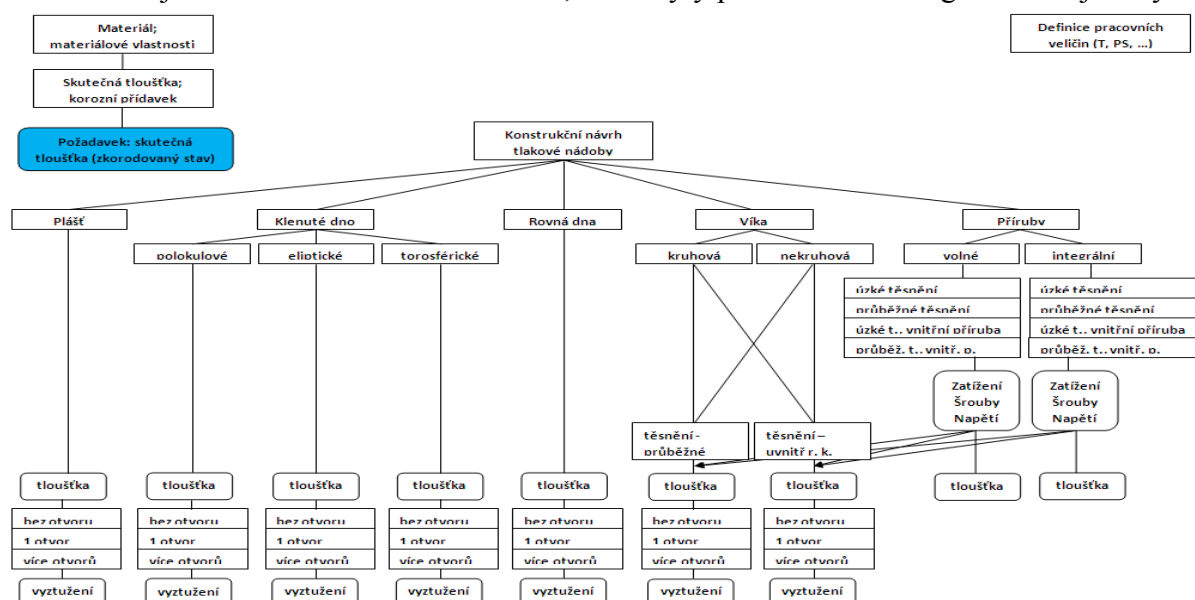 Materiál;
materiálové vlastnosti
Definice pracovních
veličin (T, PS, ...)
Skutečná tloušťka;
korozní přídavek
Požadavek: skutečná
tloušťka (zkorodovaný stav)
Konstrukční návrh
tlakové nádoby
Plášť
Klenuté dno
Rovná dna
Víka
Příruby
polokulové
eliptické
torosférické
kruhová
nekruhová
volné
integrální
úzké těsnění
průběžné těsnění
úzké t., vnitřní příruba
průběž. t., vnitř. p.
úzké těsnění
průběžné těsnění
úzké t., vnitřní příruba
průběž. t., vnitř. p.
Zatížení
Šrouby
Napětí
Zatížení
Šrouby
Napětí
těsnění -
průběžné
těsnění –
uvnitř r. k.
tloušťka
tloušťka
tloušťka
tloušťka
tloušťka
tloušťka
tloušťka
tloušťka
tloušťka
bez otvoru
1 otvor
více otvorů
bez otvoru
1 otvor
více otvorů
bez otvoru
1 otvor
více otvorů
bez otvoru
1 otvor
více otvorů
bez otvoru
1 otvor
více otvorů
bez otvoru
1 otvor
více otvorů
bez otvoru
1 otvor
více otvorů
vyztužení
vyztužení
vyztužení
vyztužení
vyztužení
vyztužení
vyztužení